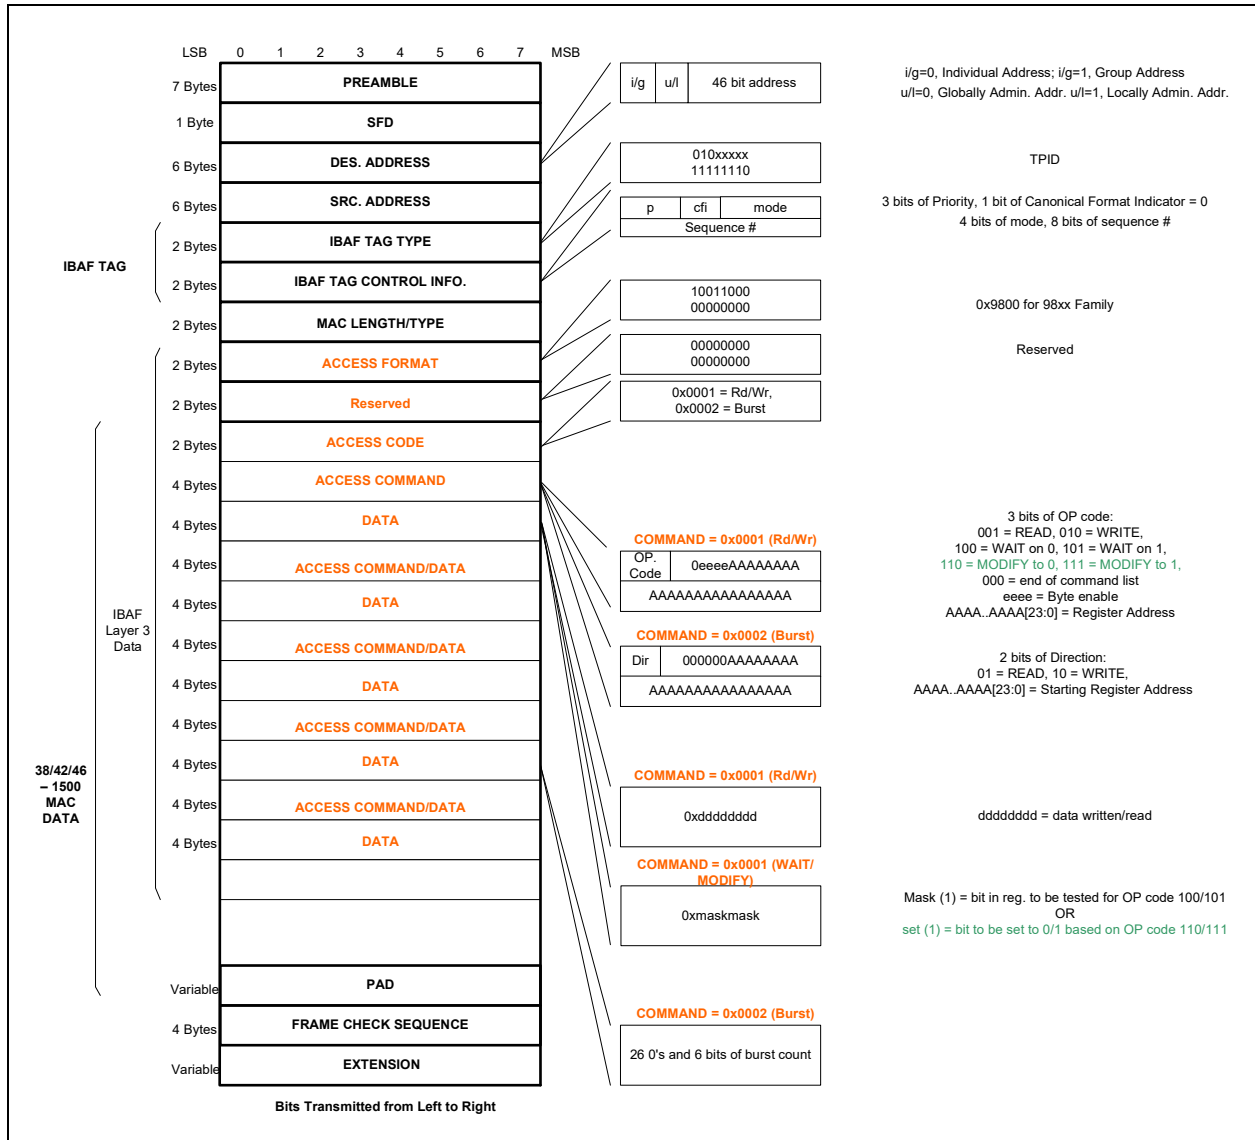 LSB 0 1 2 3 4 5 6 7 MSB
7 Bytes PREAMBLE
i/g u/l 46 bit address
i/g=0, Individual Address; i/g=1, Group Address
u/l=0, Globally Admin. Addr. u/l=1, Locally Admin. Addr.
1 Byte SFD
6 Bytes DES. ADDRESS
010xxxxx
11111110
TPID
6 Bytes SRC. ADDRESS
p cfi mode
Sequence #
3 bits of Priority, 1 bit of Canonical Format Indicator = 0
4 bits of mode, 8 bits of sequence #
IBAF TAG
2 Bytes IBAF TAG TYPE
2 Bytes IBAF TAG CONTROL INFO.
10011000
00000000
0x9800 for 98xx Family
2 Bytes MAC LENGTH/TYPE
00000000
00000000
Reserved
2 Bytes ACCESS FORMAT
2 Bytes Reserved
0x0001 = Rd/Wr,
0x0002 = Burst
2 Bytes ACCESS CODE
4 Bytes ACCESS COMMAND
4 Bytes DATA
COMMAND = 0x0001 (Rd/Wr)
OP.
Code
0eeeeAAAAAAAA
AAAAAAAAAAAAAAAA
3 bits of OP code:
001 = READ, 010 = WRITE,
100 = WAIT on 0, 101 = WAIT on 1,
110 = MODIFY to 0, 111 = MODIFY to 1,
000 = end of command list
eeee = Byte enable
AAAA..AAAA[23:0] = Register Address
4 Bytes ACCESS COMMAND/DATA
4 Bytes DATA
IBAF
Layer 3
Data
4 Bytes ACCESS COMMAND/DATA
COMMAND = 0x0002 (Burst)
Dir 000000AAAAAAAA
AAAAAAAAAAAAAAAA
2 bits of Direction:
01 = READ, 10 = WRITE,
AAAA..AAAA[23:0] = Starting Register Address
4 Bytes DATA
4 Bytes ACCESS COMMAND/DATA
4 Bytes DATA
38/42/46
– 1500
MAC
DATA
COMMAND = 0x0001 (Rd/Wr)
0xdddddddd
dddddddd = data written/read
4 Bytes ACCESS COMMAND/DATA
4 Bytes DATA
COMMAND = 0x0001 (WAIT/
MODIFY)
0xmaskmask
Mask (1) = bit in reg. to be tested for OP code 100/101
OR
set (1) = bit to be set to 0/1 based on OP code 110/111
Variable PAD
COMMAND = 0x0002 (Burst)
26 0's and 6 bits of burst count
4 Bytes FRAME CHECK SEQUENCE
Variable EXTENSION
Bits Transmitted from Left to Right